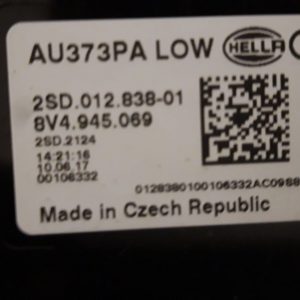 AU373PA LOW HELLA
2SD.012.838-01
8V4.945.069
2SD.2124
14:21:16
10.06.17
00106332
0128380100106332AC09S8
Made in Czech Republic